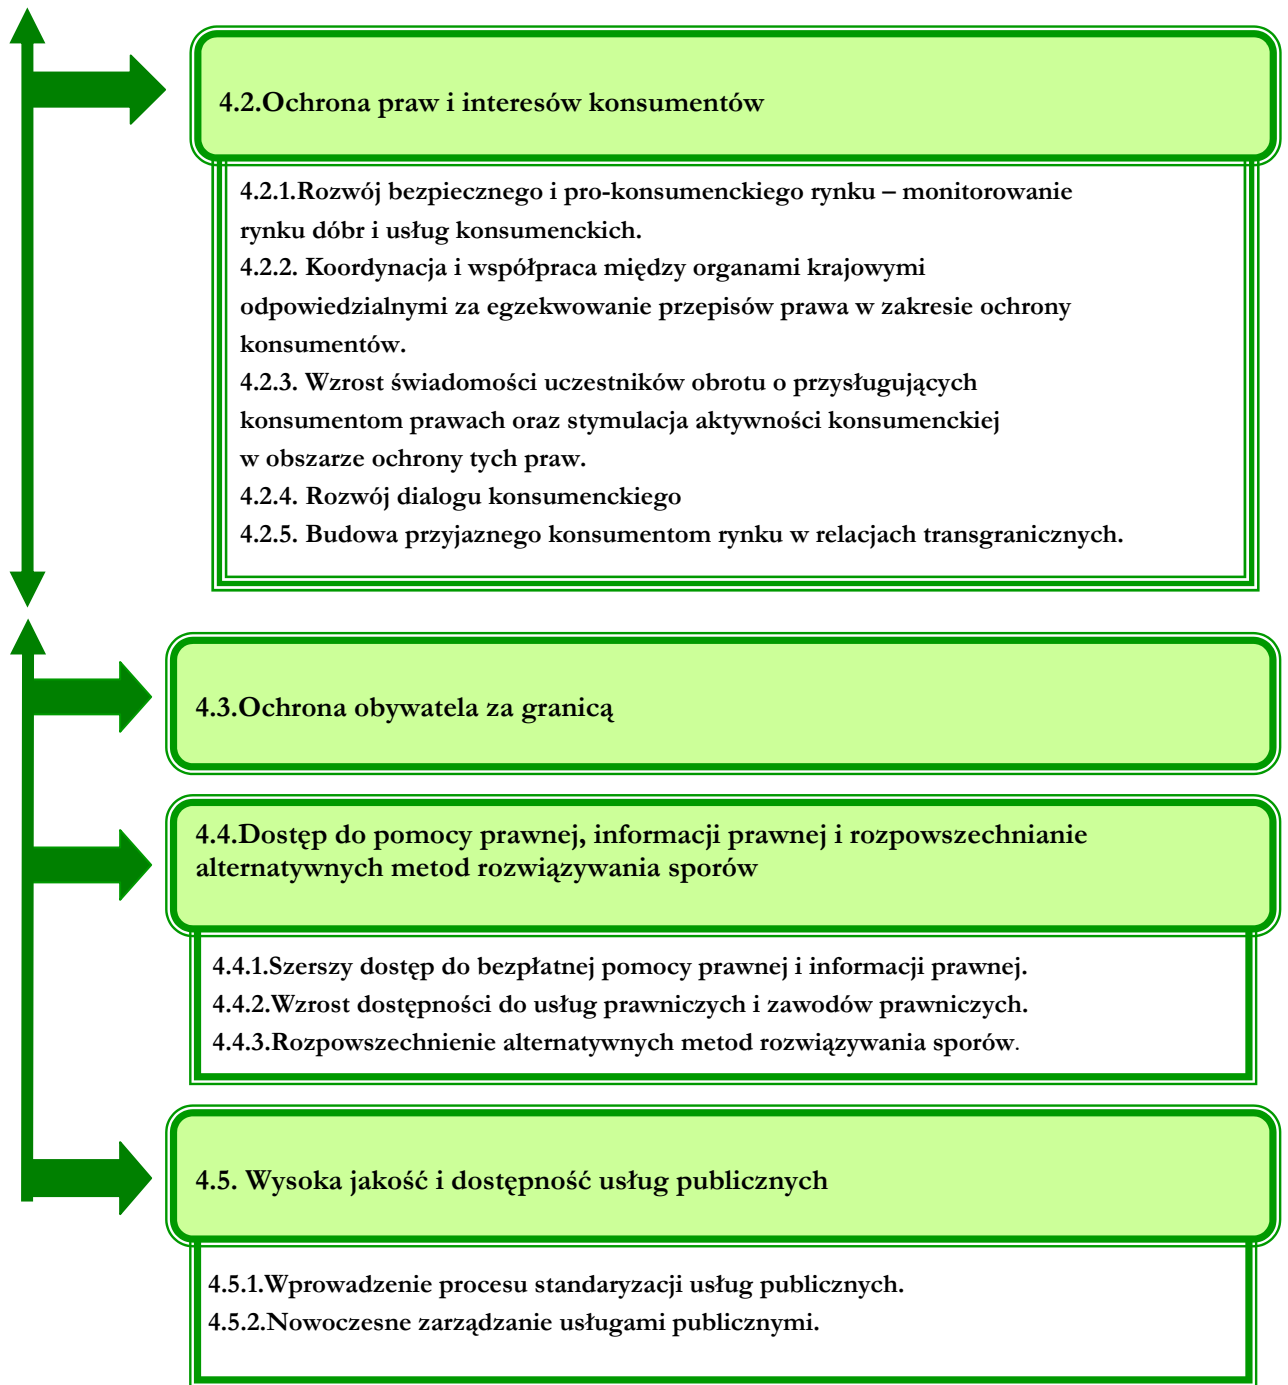 4.2.Ochrona praw i interesów konsumentów
4.2.1.Rozwój bezpiecznego i pro-konsumenckiego rynku – monitorowanie
rynku dóbr i usług konsumenckich.
4.2.2. Koordynacja i współpraca między organami krajowymi
odpowiedzialnymi za egzekwowanie przepisów prawa w zakresie ochrony
konsumentów.
4.2.3. Wzrost świadomości uczestników obrotu o przysługujących
konsumentom prawach oraz stymulacja aktywności konsumenckiej
w obszarze ochrony tych praw.
4.2.4. Rozwój dialogu konsumenckiego
4.2.5. Budowa przyjaznego konsumentom rynku w relacjach transgranicznych.
4.3.Ochrona obywatela za granicą
4.4.Dostęp do pomocy prawnej, informacji prawnej i rozpowszechnianie
alternatywnych metod rozwiązywania sporów
4.4.1.Szerszy dostęp do bezpłatnej pomocy prawnej i informacji prawnej.
4.4.2.Wzrost dostępności do usług prawniczych i zawodów prawniczych.
4.4.3.Rozpowszechnienie alternatywnych metod rozwiązywania sporów.
4.5. Wysoka jakość i dostępność usług publicznych
4.5.1.Wprowadzenie procesu standaryzacji usług publicznych.
4.5.2.Nowoczesne zarządzanie usługami publicznymi.